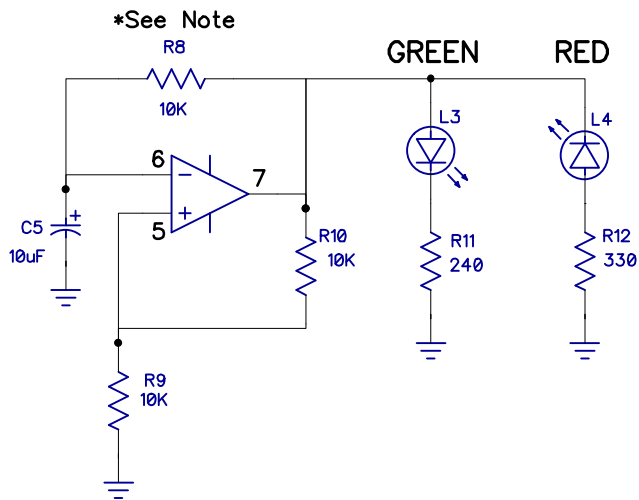 *See Note
R8
10K
GREEN
RED
L3
L4
6
-
7
+
5
+
C5
10uF
R10
10K
R11
240
R12
330
R9
10K